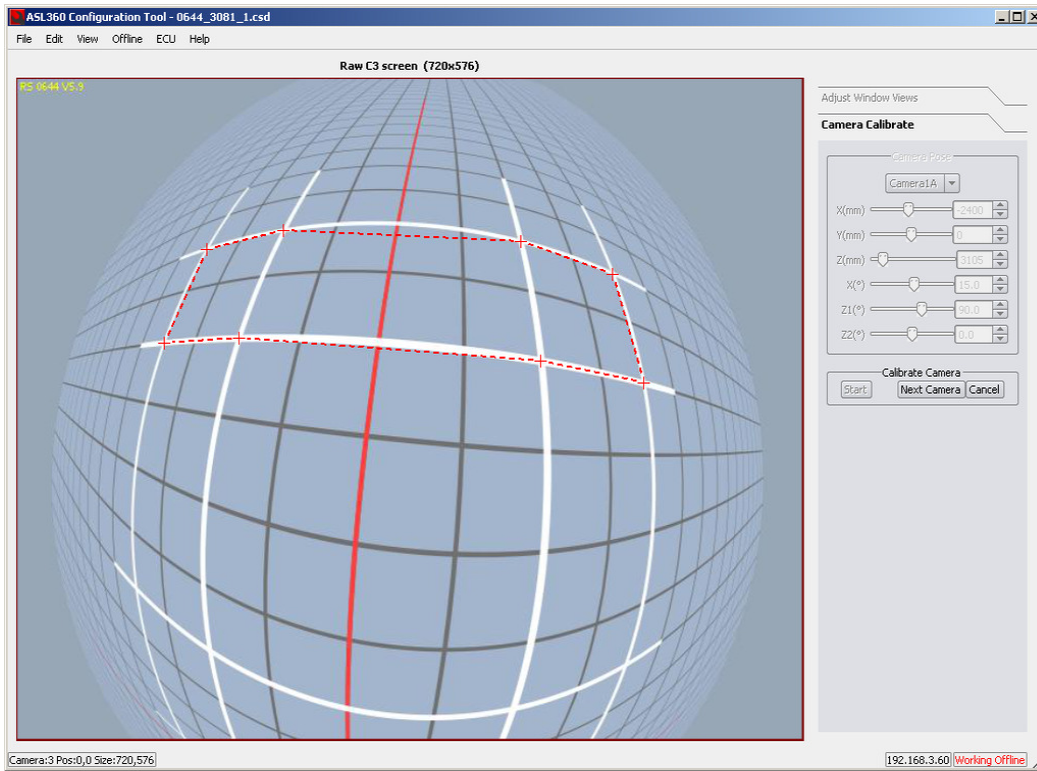 ASL360 Configuration Tool - 0644_3081_1.csd
File Edit View Offline ECU Help
Raw C3 screen (720x576)
RS 0644 V5.9
Adjust Window Views
Camera Calibrate
Camera Pose
Camera1A
X(mm) -2400
Y(mm) 0
Z(mm) 3105
X(°) 15.0
Z1(°) 90.0
Z2(°) 0.0
Calibrate Camera
Start Next Camera Cancel
Camera:3 Pos:0,0 Size:720,576 192.168.3.60 Working Offline